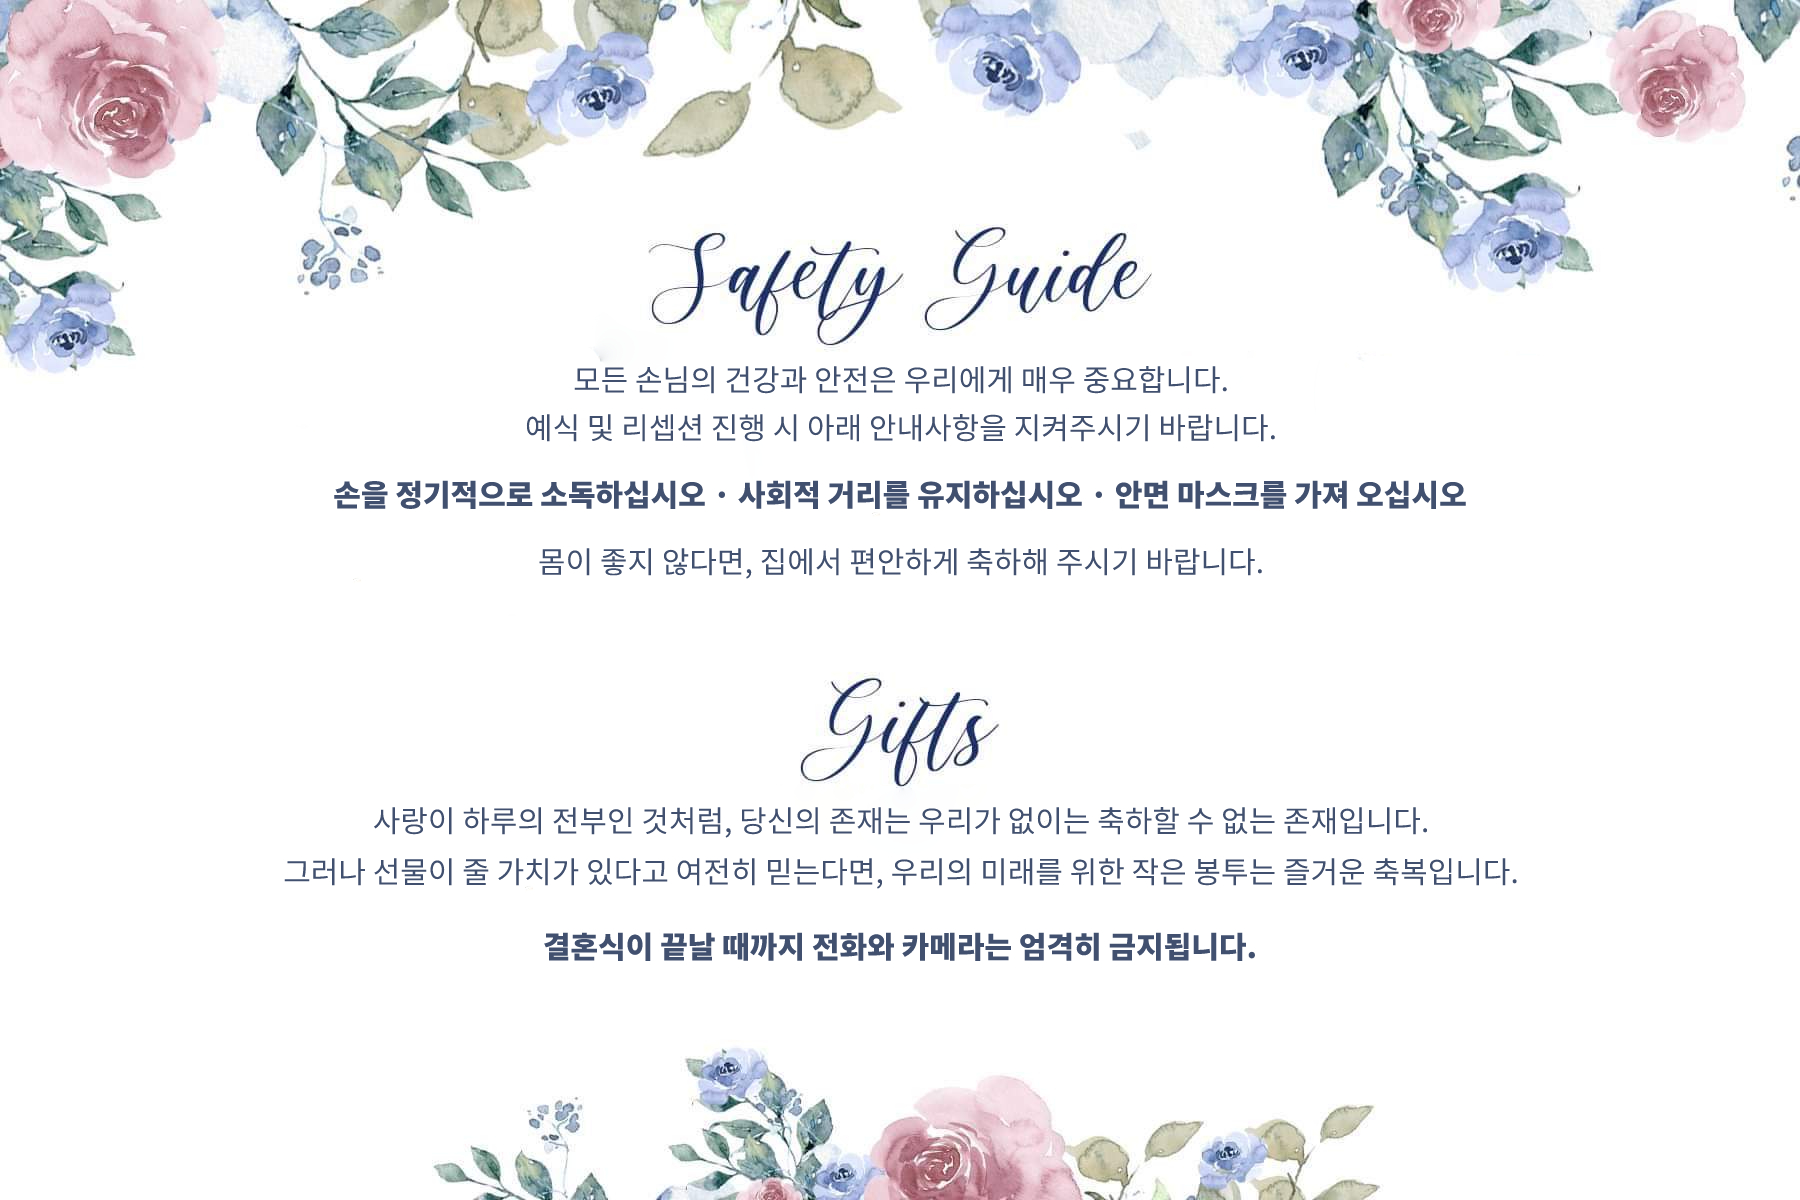 Safety Guide
모든 손님의 건강과 안전은 우리에게 매우 중요합니다.
예식 및 리셉션 진행 시 아래 안내사항을 지켜주시기 바랍니다.
손을 정기적으로 소독하십시오 · 사회적 거리를 유지하십시오 · 안면 마스크를 가져 오십시오
몸이 좋지 않다면, 집에서 편안하게 축하해 주시기 바랍니다.
Gifts
사랑이 하루의 전부인 것처럼, 당신의 존재는 우리가 없이는 축하할 수 없는 존재입니다.
그러나 선물이 줄 가치가 있다고 여전히 믿는다면, 우리의 미래를 위한 작은 봉투는 즐거운 축복입니다.
결혼식이 끝날 때까지 전화와 카메라는 엄격히 금지됩니다.